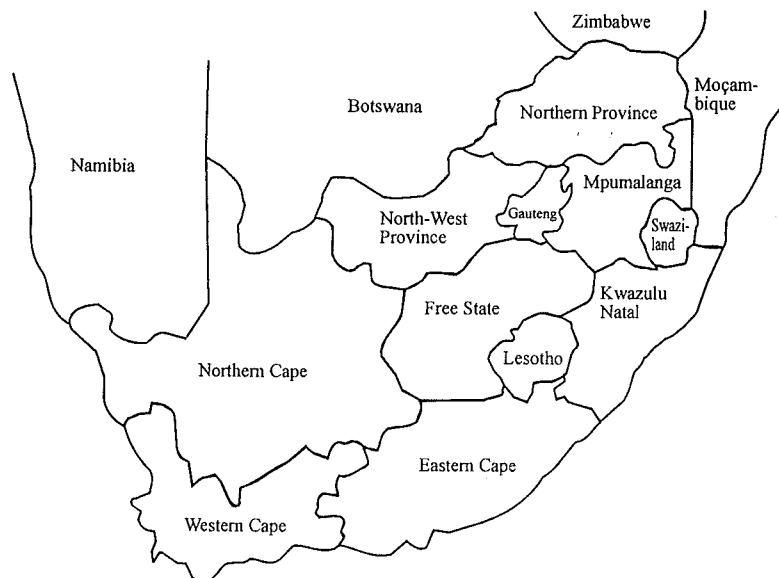 Zimbabwe
Moçam-
bique
Botswana
Northern Province
Namibia
Mpumalanga
North-West
Province
Gauteng
Swazi-
land
Free State
Kwazulu
Natal
Lesotho
Northern Cape
Eastern Cape
Western Cape